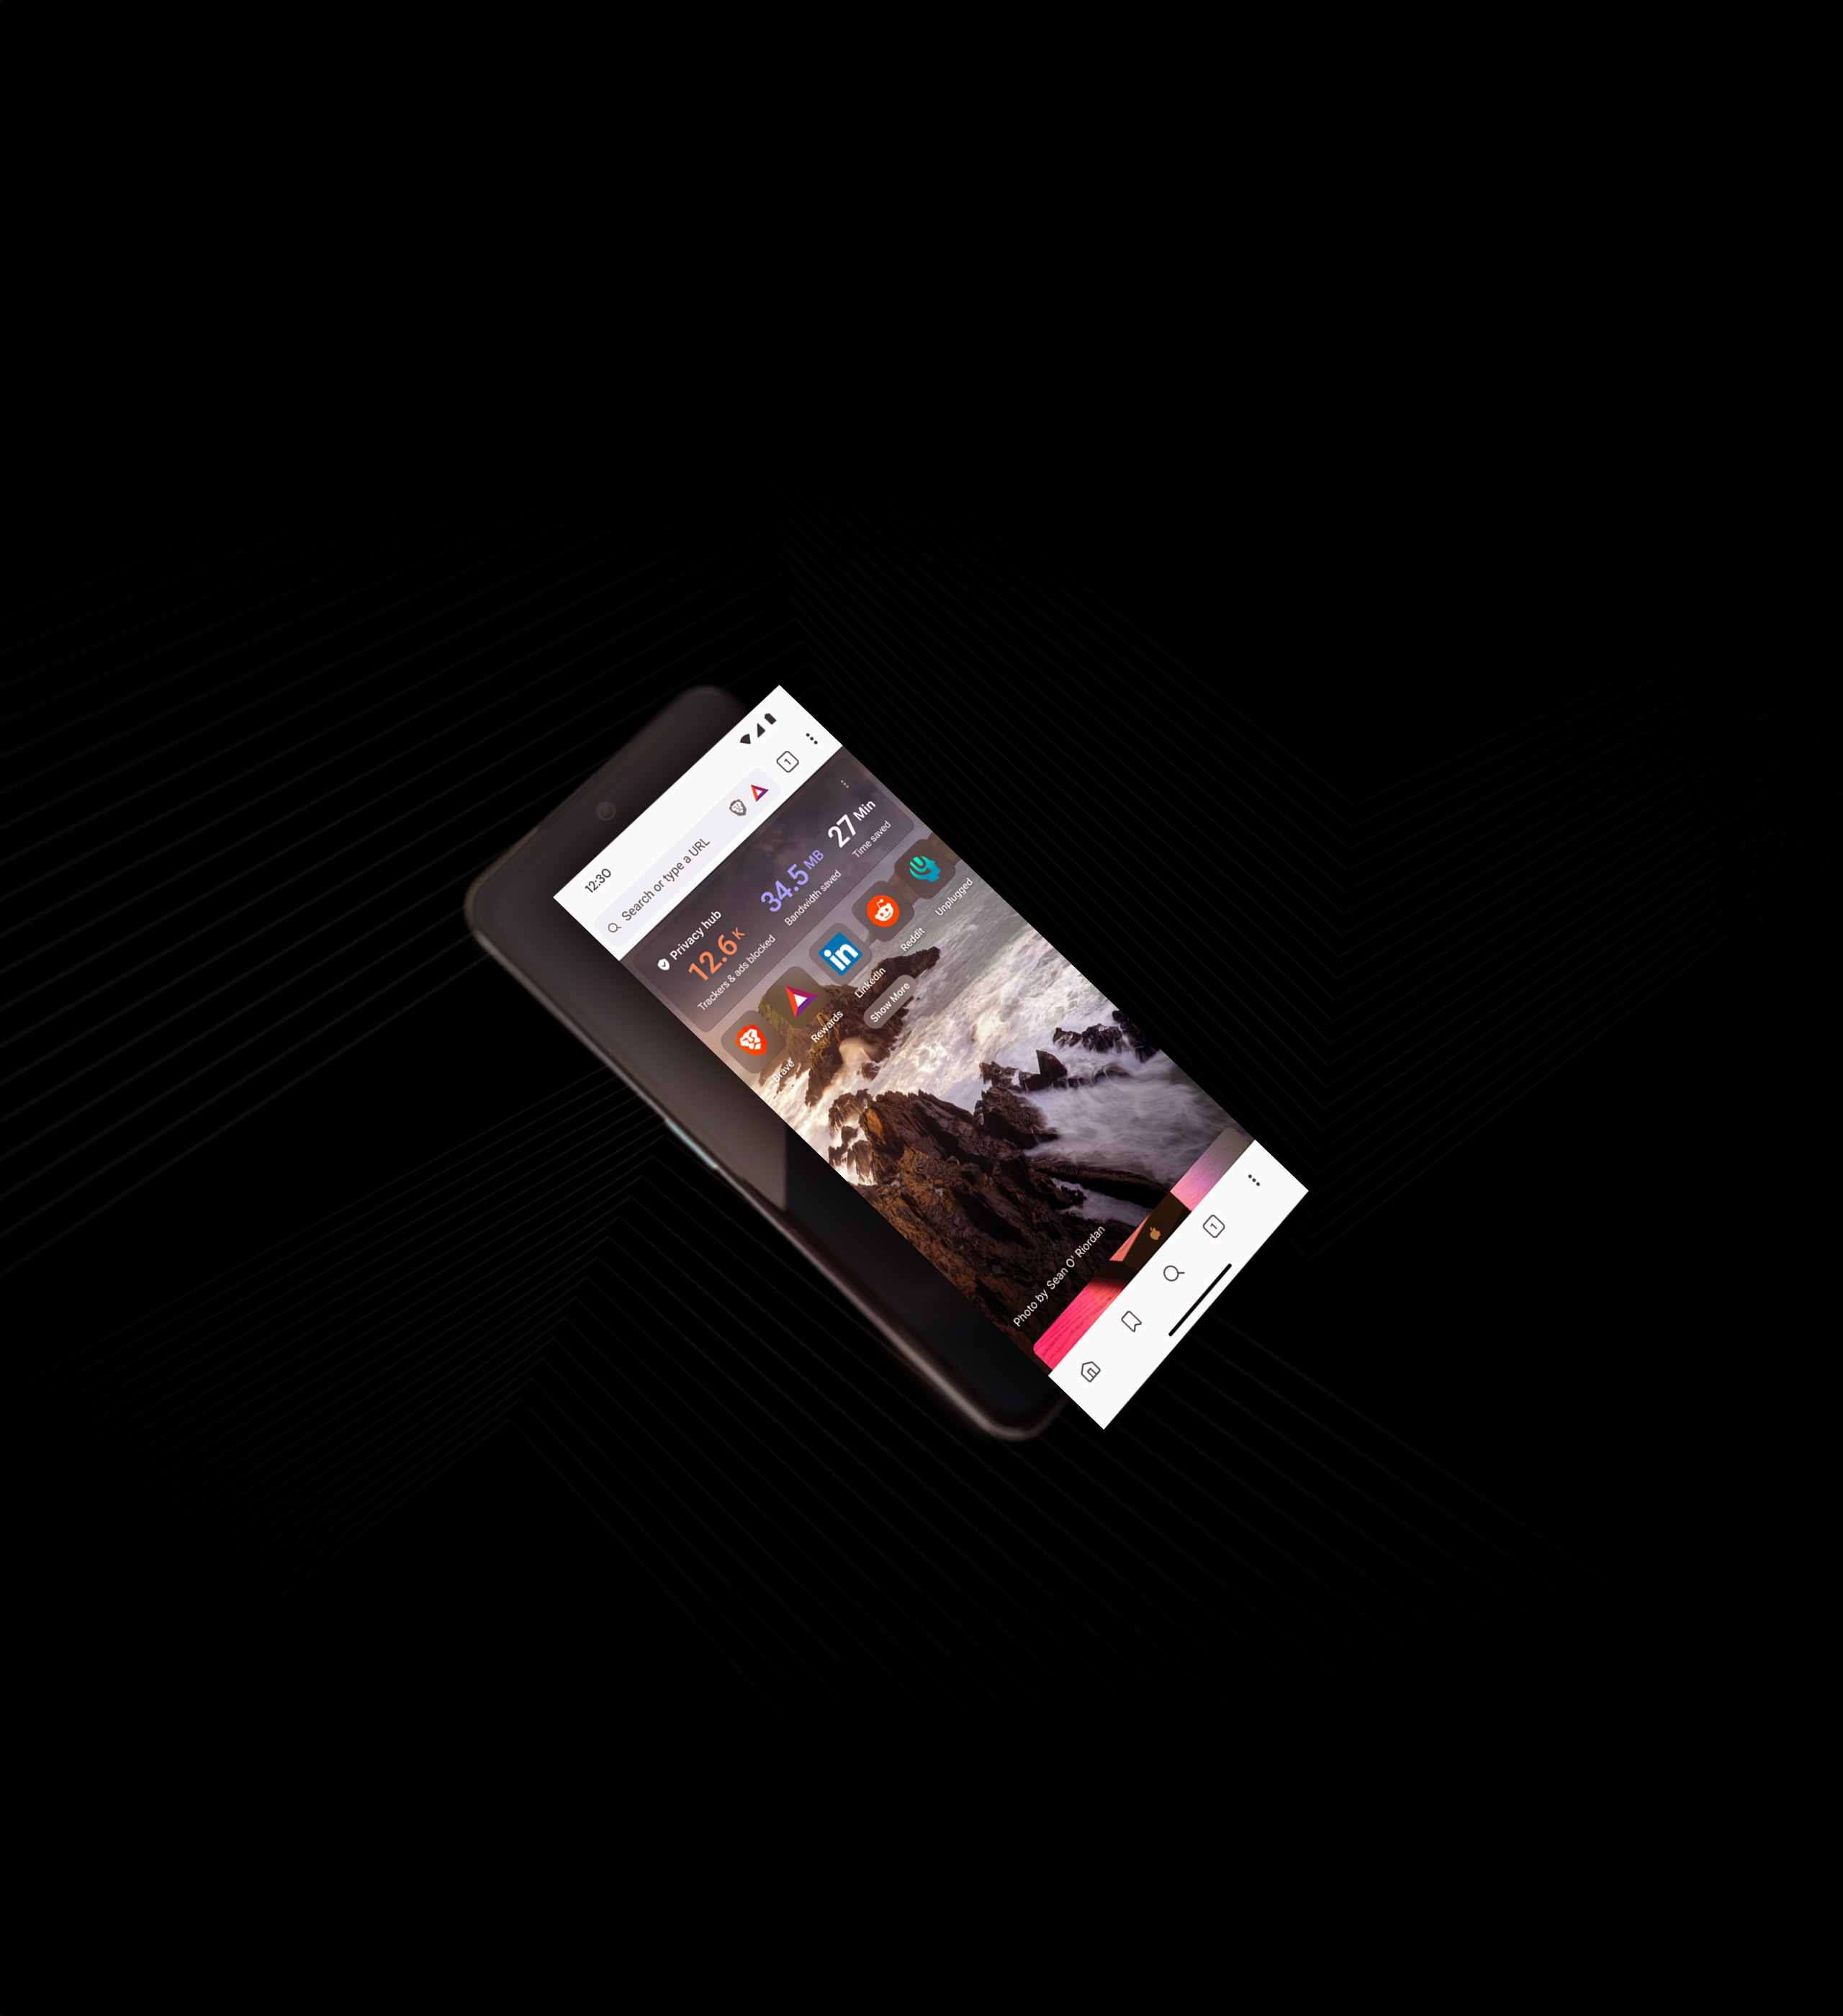 12:30
1
Search or type a URL
Privacy hub
12.6 K
34.5 MB
27 Min
Trackers & ads blocked
Bandwidth saved
Time saved
Brave
Rewards
LinkedIn
Reddit
Unplugged
Show More
Photo by Sean O' Riordan
1